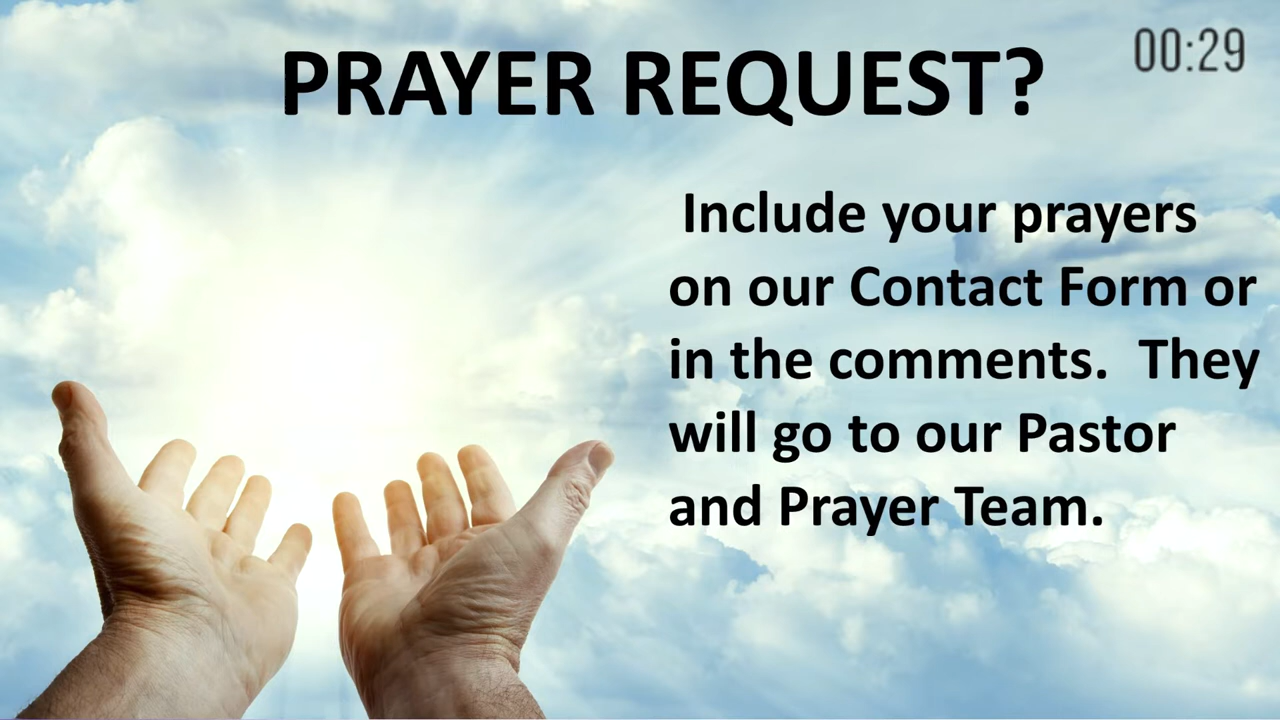 PRAYER REQUEST?
00:29
Include your prayers
on our Contact Form or
in the comments.  They
will go to our Pastor
and Prayer Team.